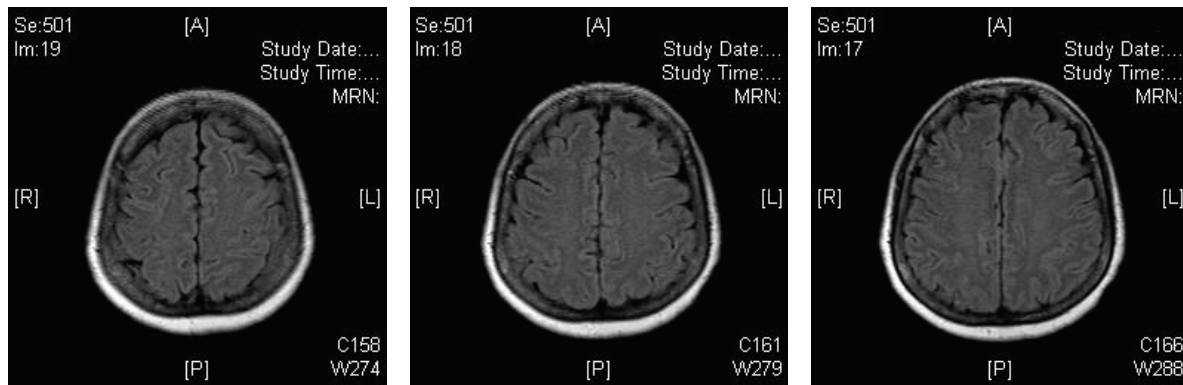 Se:501
Im:19
[A]
Study Date:...
Study Time:...
MRN:
[R]
[L]
C158
W274
[P]
Se:501
Im:18
[A]
Study Date:...
Study Time:...
MRN:
[R]
[L]
C161
W279
[P]
Se:501
Im:17
[A]
Study Date:...
Study Time:...
MRN:
[R]
[L]
C166
W288
[P]